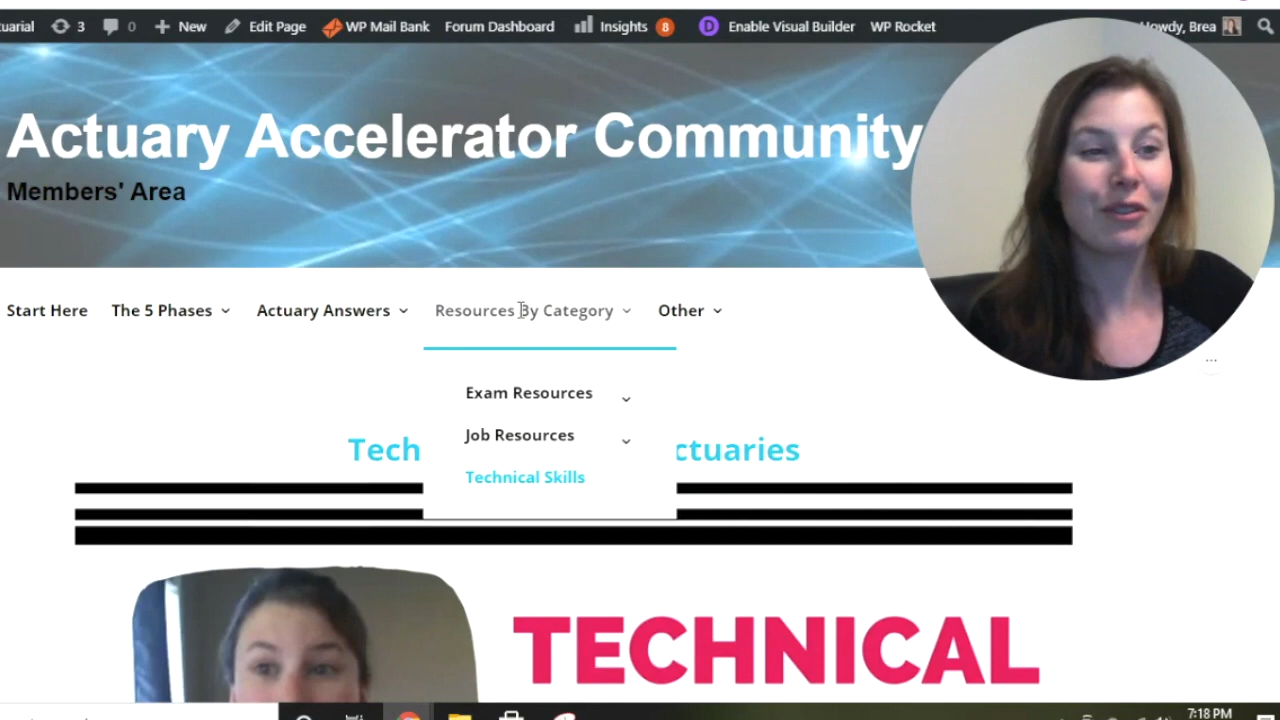 tuarial 3 0 + New Edit Page WP Mail Bank Forum Dashboard Insights 8 D Enable Visual Builder WP Rocket Howdy, Brea
Actuary Accelerator Community
Members' Area
Start Here The 5 Phases Actuary Answers Resources By Category Other
...
Exam Resources
Job Resources
Tech ctuaries
Technical Skills
TECHNICAL
7:18 PM